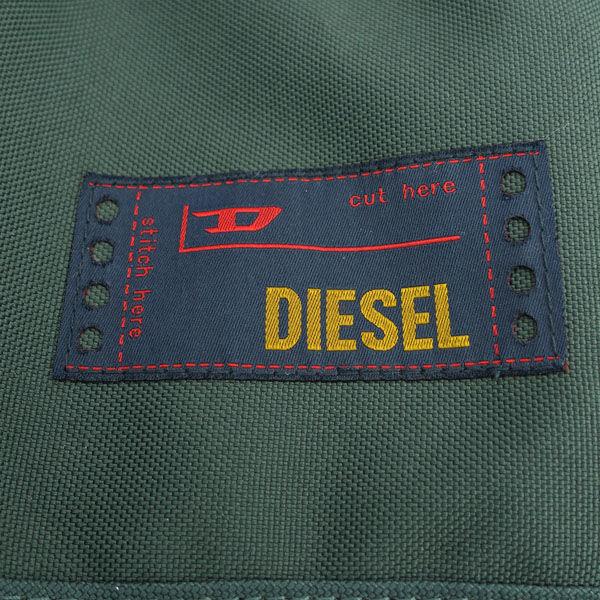 cut here
stitch here
D
DIESEL